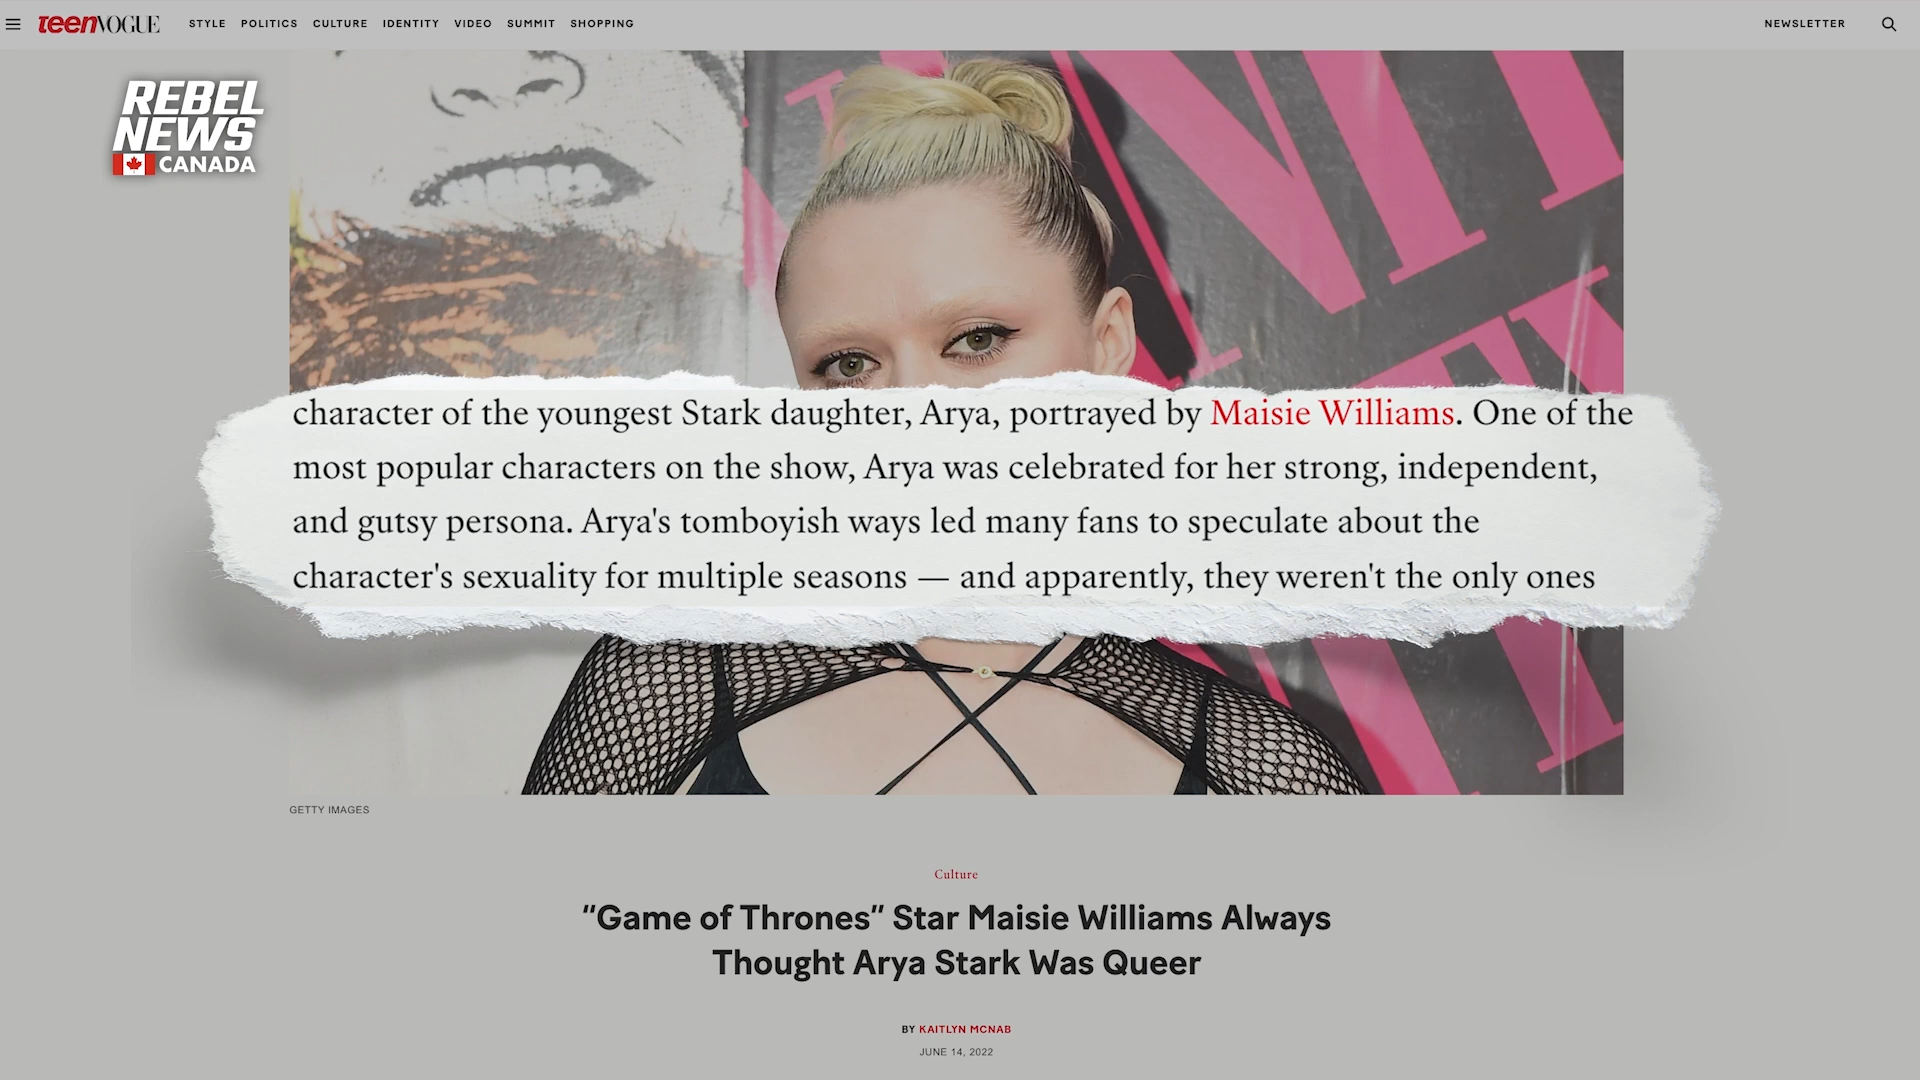 teen VOGUE
STYLE POLITICS CULTURE IDENTITY VIDEO SUMMIT SHOPPING
NEWSLETTER
REBEL
NEWS
CANADA
character of the youngest Stark daughter, Arya, portrayed by Maisie Williams. One of the
most popular characters on the show, Arya was celebrated for her strong, independent,
and gutsy persona. Arya's tomboyish ways led many fans to speculate about the
character's sexuality for multiple seasons — and apparently, they weren't the only ones
GETTY IMAGES
Culture
“Game of Thrones” Star Maisie Williams Always
Thought Arya Stark Was Queer
BY KAITLYN MCNAB
JUNE 14, 2022